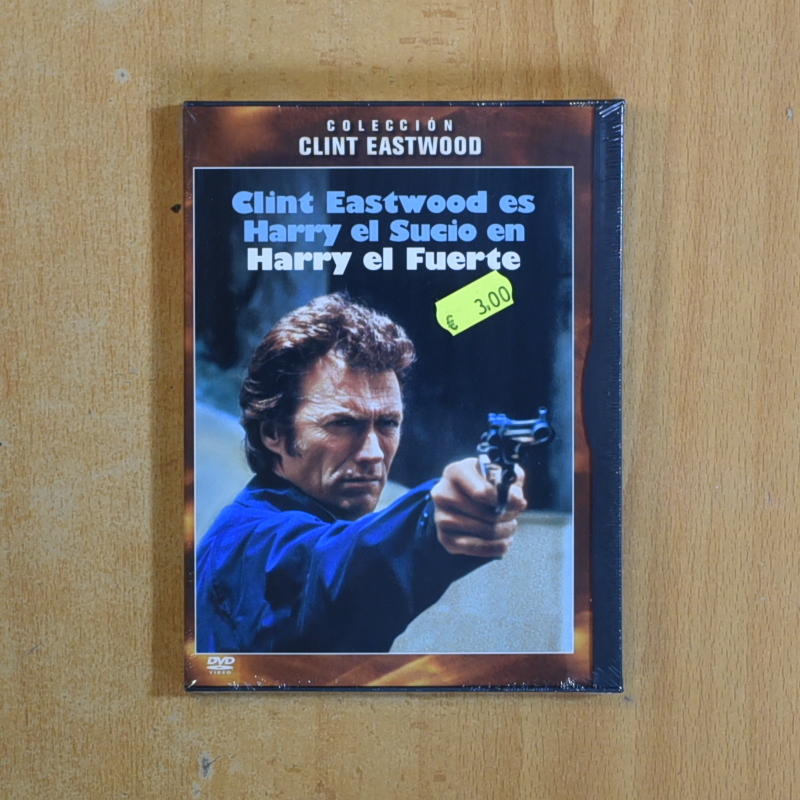 COLECCIÓN
CLINT EASTWOOD
Clint Eastwood es
Harry el Sucio en
Harry el Fuerte
€ 3,00
DVD
VIDEO